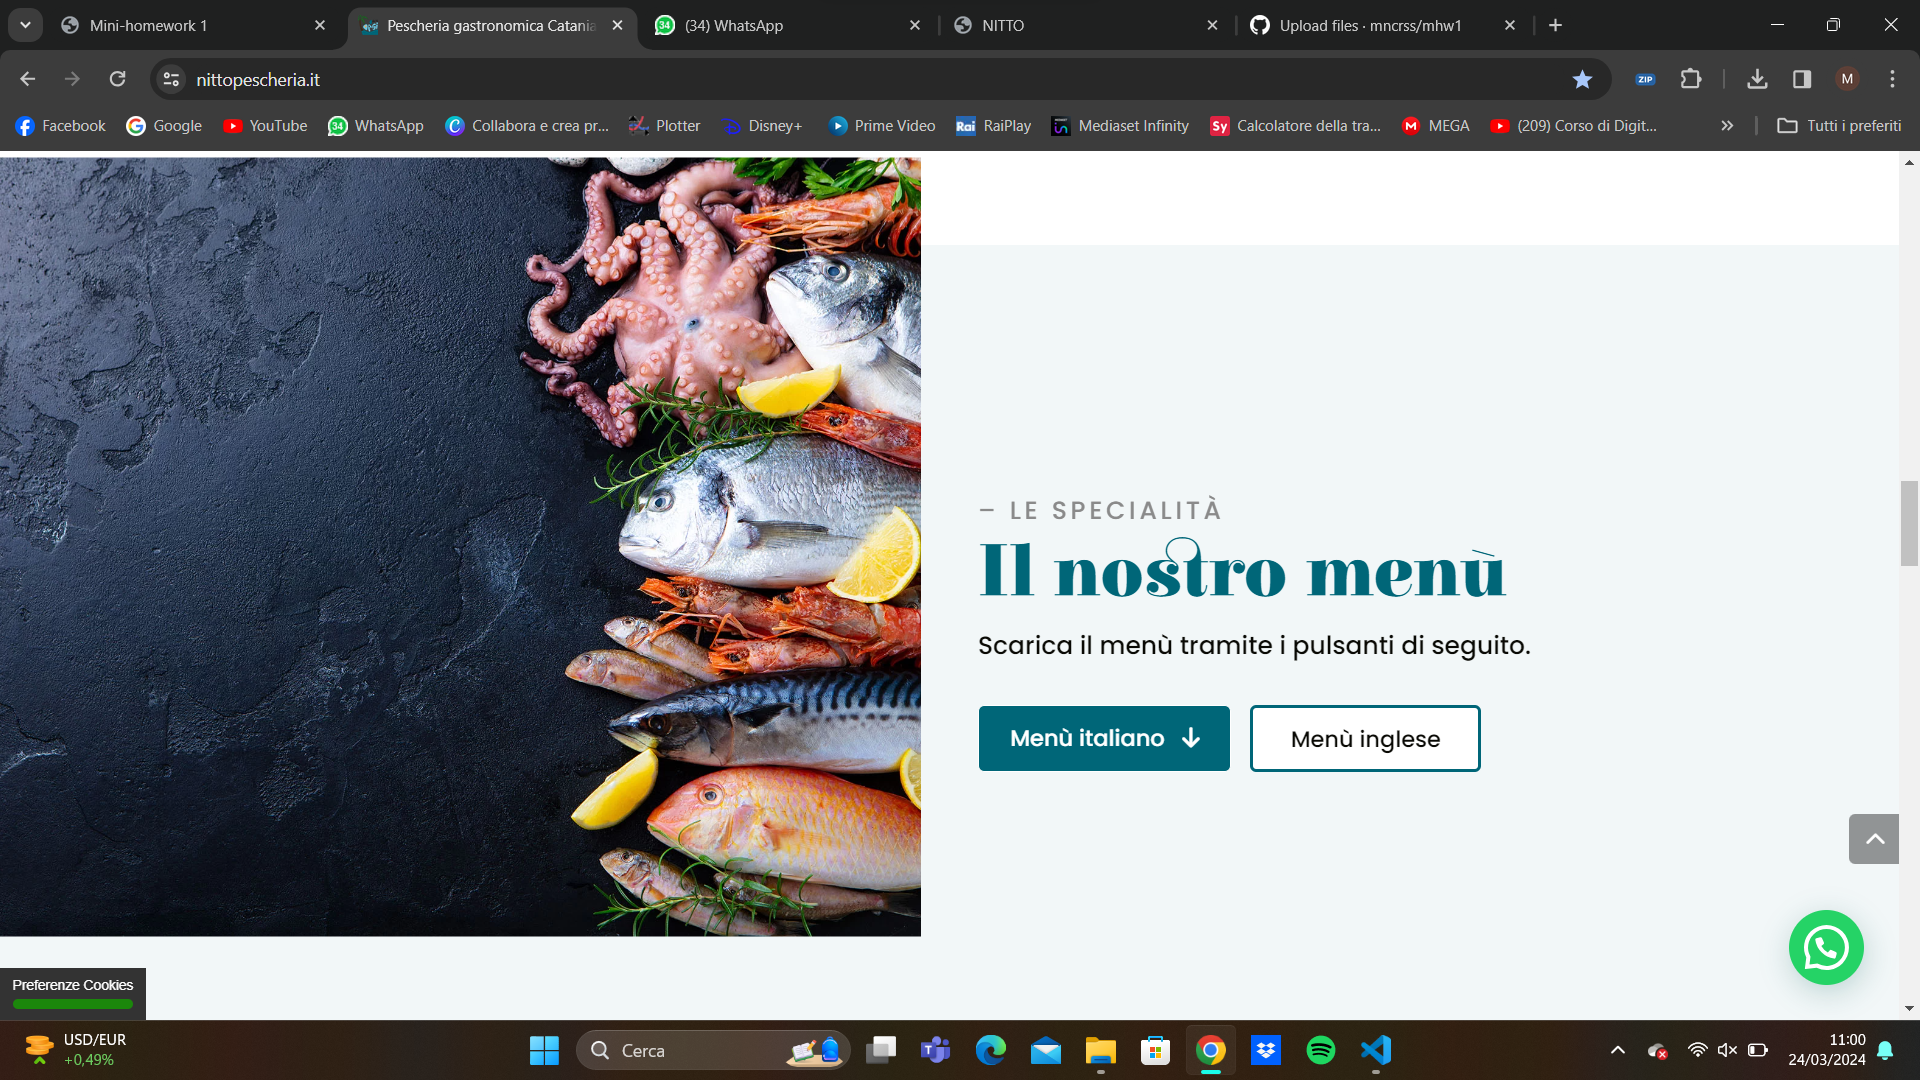 Mini-homework 1
Pescheria gastronomica Catania
(34) WhatsApp
NITTO
Upload files · mncrss/mhw1
nittopescheria.it
ZIP
M
Facebook
Google
YouTube
WhatsApp
Collabora e crea pr...
Plotter
Disney+
Prime Video
Rai RaiPlay
Mediaset Infinity
Sy Calcolatore della tra...
MEGA
(209) Corso di Digit...
Tutti i preferiti
– LE SPECIALITÀ
Il nostro menù
Scarica il menù tramite i pulsanti di seguito.
Menù italiano
Menù inglese
Preferenze Cookies
USD/EUR
+0,49%
Cerca
11:00
24/03/2024